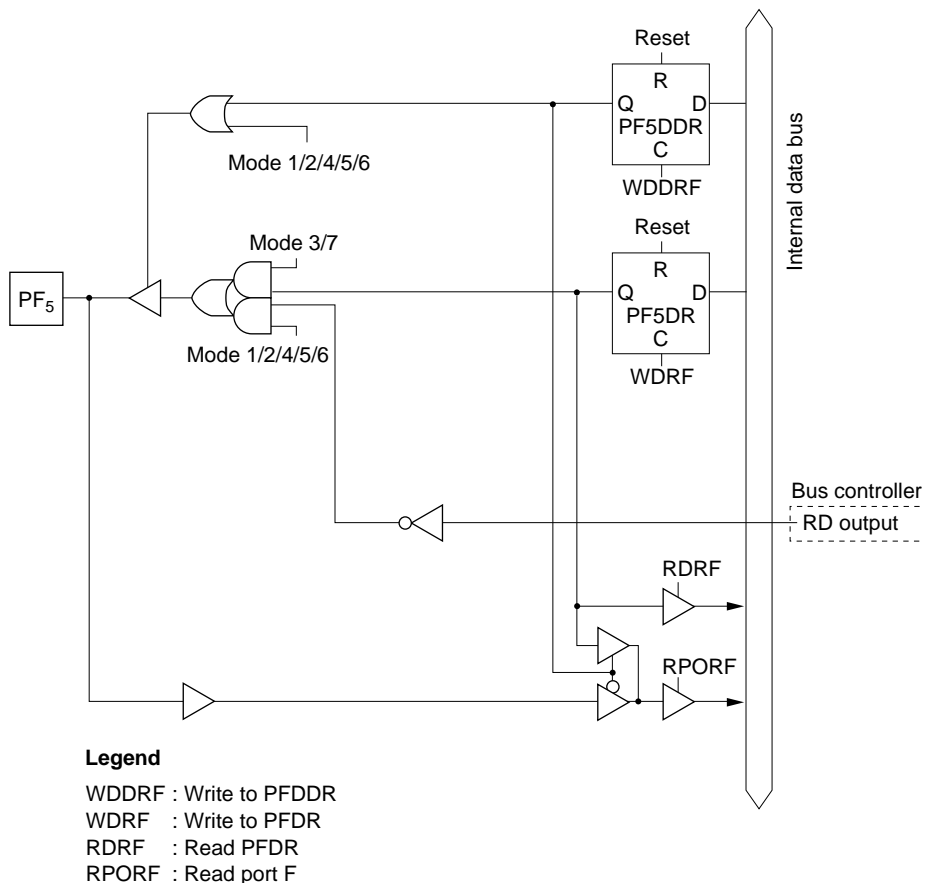 Reset
R
Q D
PF5DDR
C
WDDRF
Mode 1/2/4/5/6
Internal data bus
Reset
R
Q D
PF5DR
C
WDRF
Mode 3/7
PF5
Mode 1/2/4/5/6
Bus controller
RD output
RDRF
RPORF
Legend
WDDRF : Write to PFDDR
WDRF : Write to PFDR
RDRF : Read PFDR
RPORF : Read port F